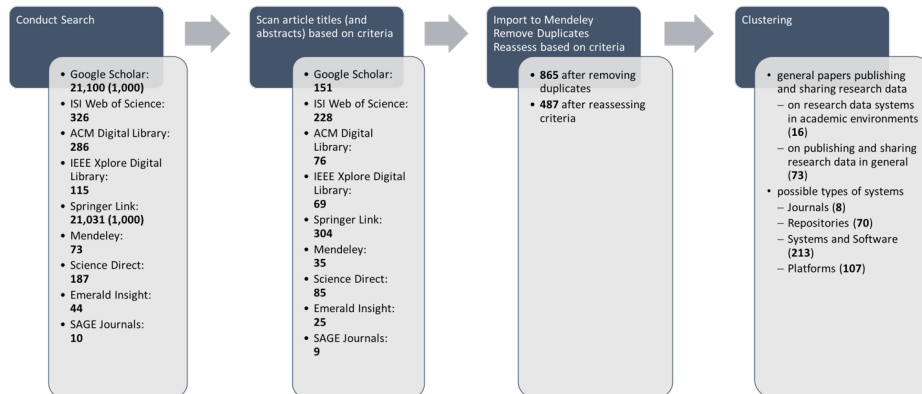 Conduct Search
• Google Scholar:
21,100 (1,000)
• ISI Web of Science:
326
• ACM Digital Library:
286
• IEEE Xplore Digital
Library:
115
• Springer Link:
21,031 (1,000)
• Mendeley:
73
• Science Direct:
187
• Emerald Insight:
44
• SAGE Journals:
10
Scan article titles (and
abstracts) based on criteria
• Google Scholar:
151
• ISI Web of Science:
228
• ACM Digital
Library:
76
• IEEE Xplore Digital
Library:
69
• Springer Link:
304
• Mendeley:
35
• Science Direct:
85
• Emerald Insight:
25
• SAGE Journals:
9
Import to Mendeley
Remove Duplicates
Reassess based on criteria
• 865 after removing
duplicates
• 487 after reassessing
criteria
Clustering
• general papers publishing
and sharing research data
– on research data systems
in academic environments
(16)
– on publishing and sharing
research data in general
(73)
• possible types of systems
– Journals (8)
– Repositories (70)
– Systems and Software
(213)
– Platforms (107)